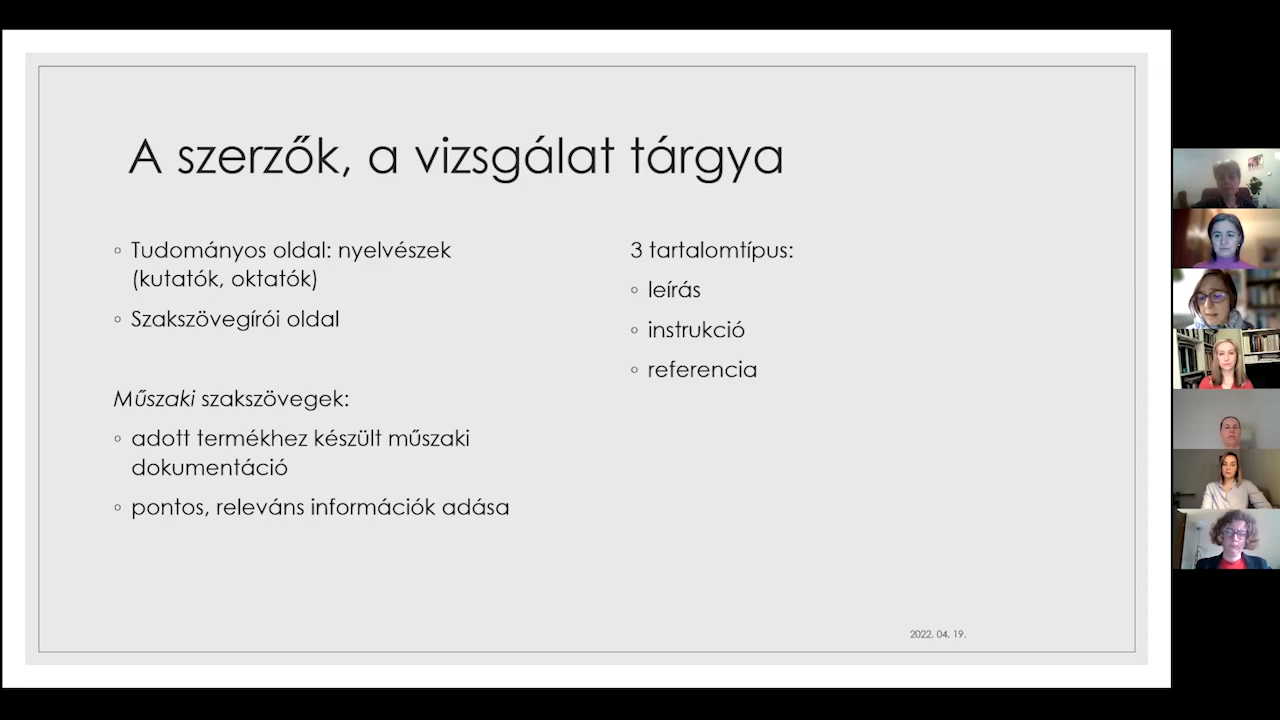 A szerzők, a vizsgálat tárgya
◦ Tudományos oldal: nyelvészek
(kutatók, oktatók)
◦ Szakszövegírói oldal
Műszaki szakszövegek:
◦ adott termékhez készült műszaki
dokumentáció
◦ pontos, releváns információk adása
3 tartalomtípus:
◦ leírás
◦ instrukció
◦ referencia
2022. 04. 19.